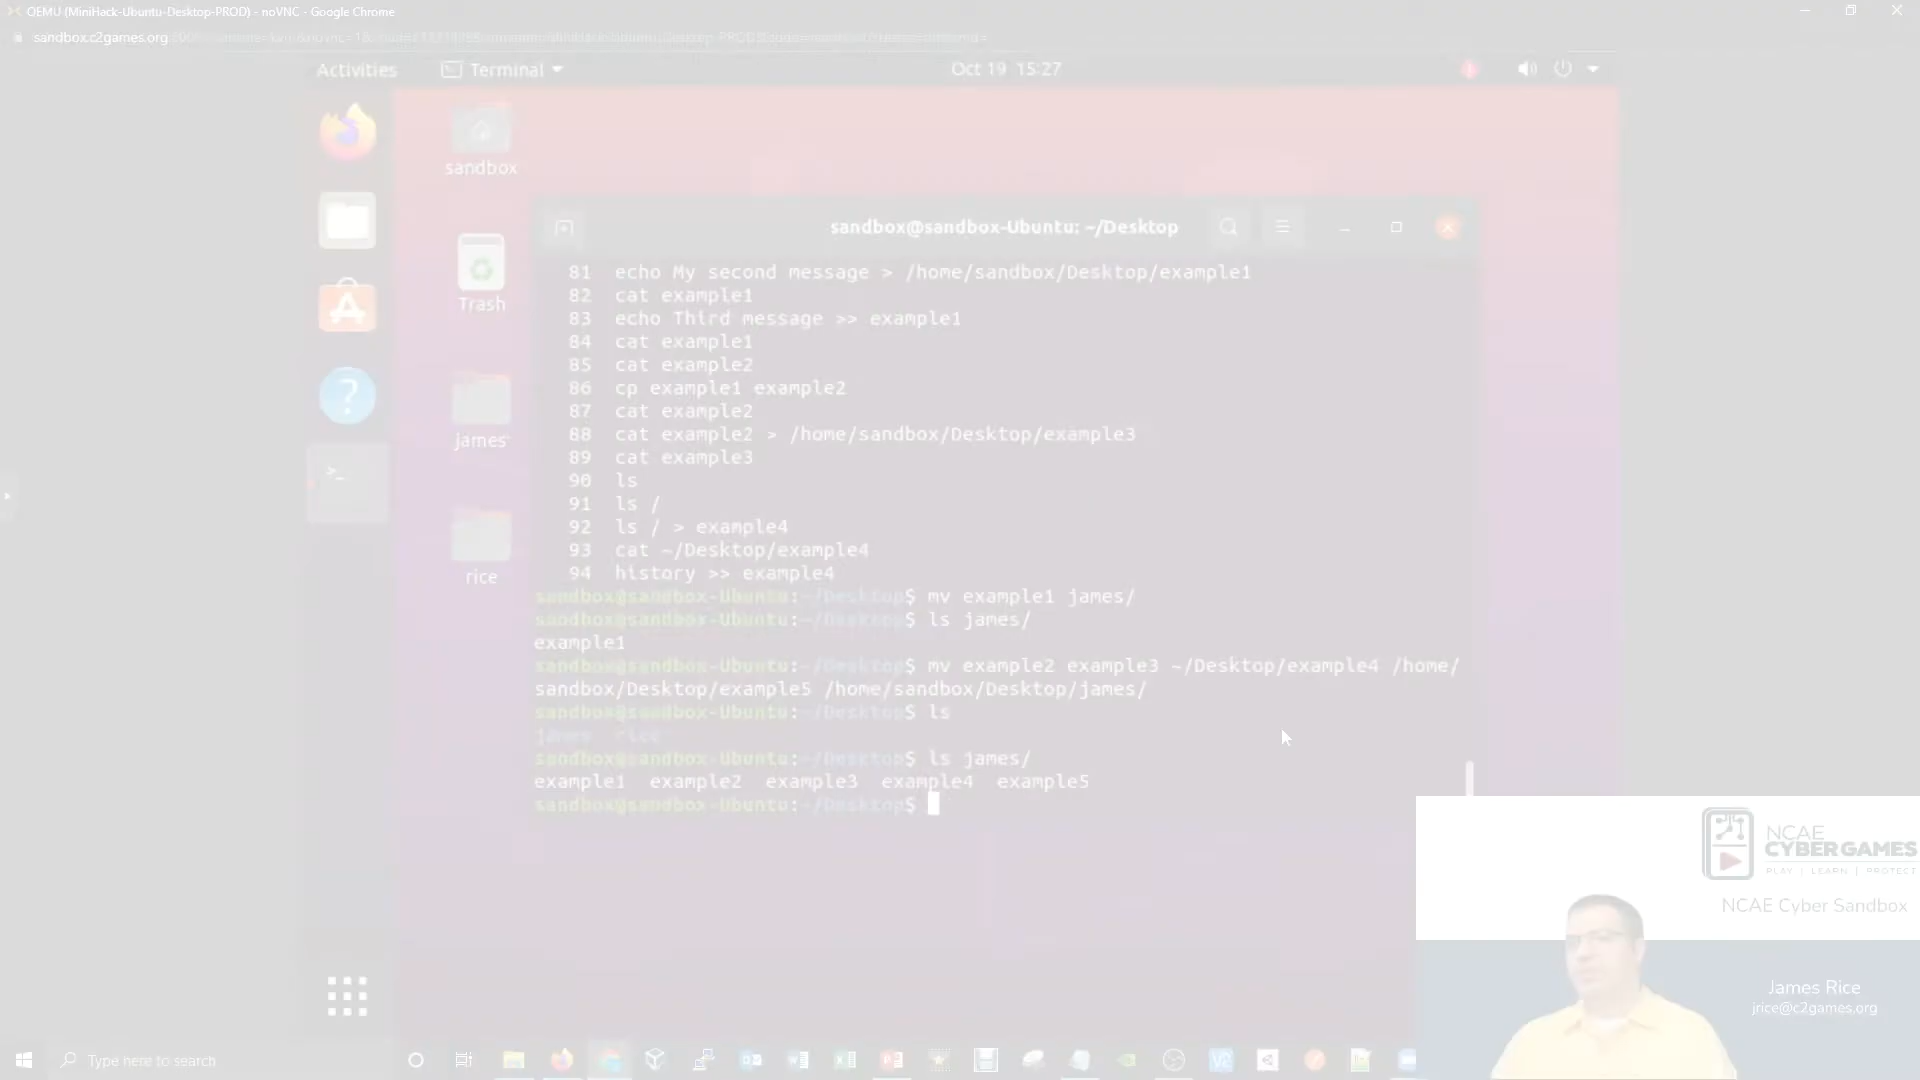 QEMU (MiniHack-Ubuntu-Desktop-PROD) - noVNC - Google Chrome
sandbox.c2games.org
Activities
Terminal
Oct 19 15:27
sandbox
Trash
james
rice
sandbox@sandbox-Ubuntu: ~/Desktop
81 echo My second message > /home/sandbox/Desktop/example1
82 cat example1
83 echo Third message >> example1
84 cat example1
85 cat example2
86 cp example1 example2
87 cat example2
88 cat example2 > /home/sandbox/Desktop/example3
89 cat example3
90 ls
91 ls /
92 ls / > example4
93 cat ~/Desktop/example4
94 history >> example4
sandbox@sandbox-Ubuntu:~/Desktop$ mv example1 james/
sandbox@sandbox-Ubuntu:~/Desktop$ ls james/
example1
sandbox@sandbox-Ubuntu:~/Desktop$ mv example2 example3 ~/Desktop/example4 /home/
sandbox/Desktop/example5 /home/sandbox/Desktop/james/
sandbox@sandbox-Ubuntu:~/Desktop$ ls
james rice
sandbox@sandbox-Ubuntu:~/Desktop$ ls james/
example1 example2 example3 example4 example5
sandbox@sandbox-Ubuntu:~/Desktop$
NCAE
CYBERGAMES
PLAY | LEARN | PROTECT
NCAE Cyber Sandbox
James Rice
jrice@c2games.org
Type here to search